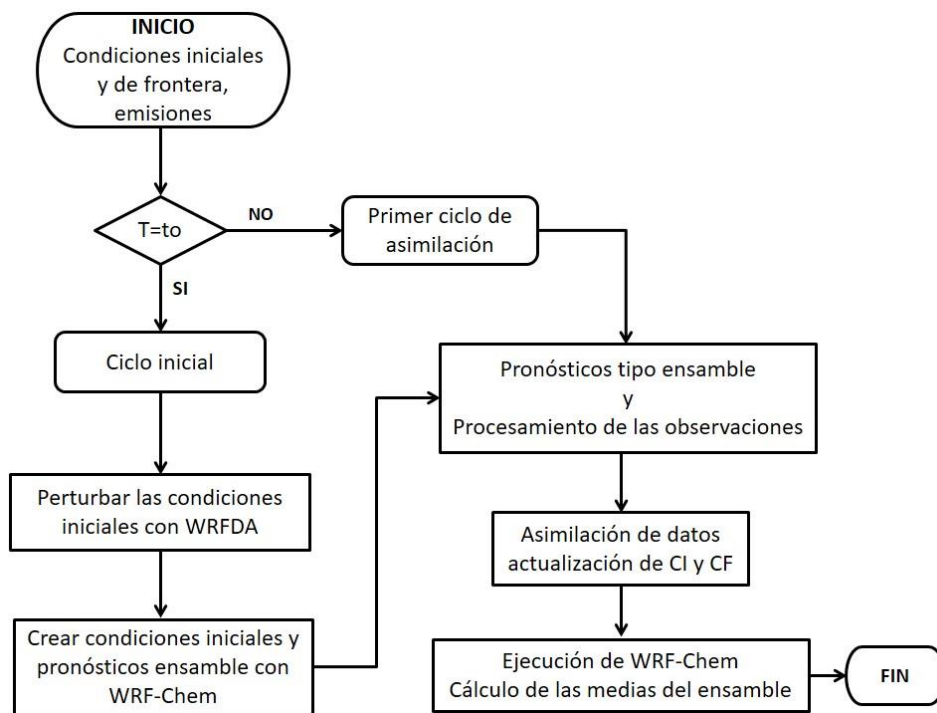 INICIO
Condiciones iniciales
y de frontera,
emisiones
T=to
NO
Primer ciclo de
asimilación
SI
Ciclo inicial
Perturbar las condiciones
iniciales con WRFDA
Crear condiciones iniciales y
pronósticos ensamble con
WRF-Chem
Pronósticos tipo ensamble
y
Procesamiento de las observaciones
Asimilación de datos
actualización de CI y CF
Ejecución de WRF-Chem
Cálculo de las medias del ensamble
FIN